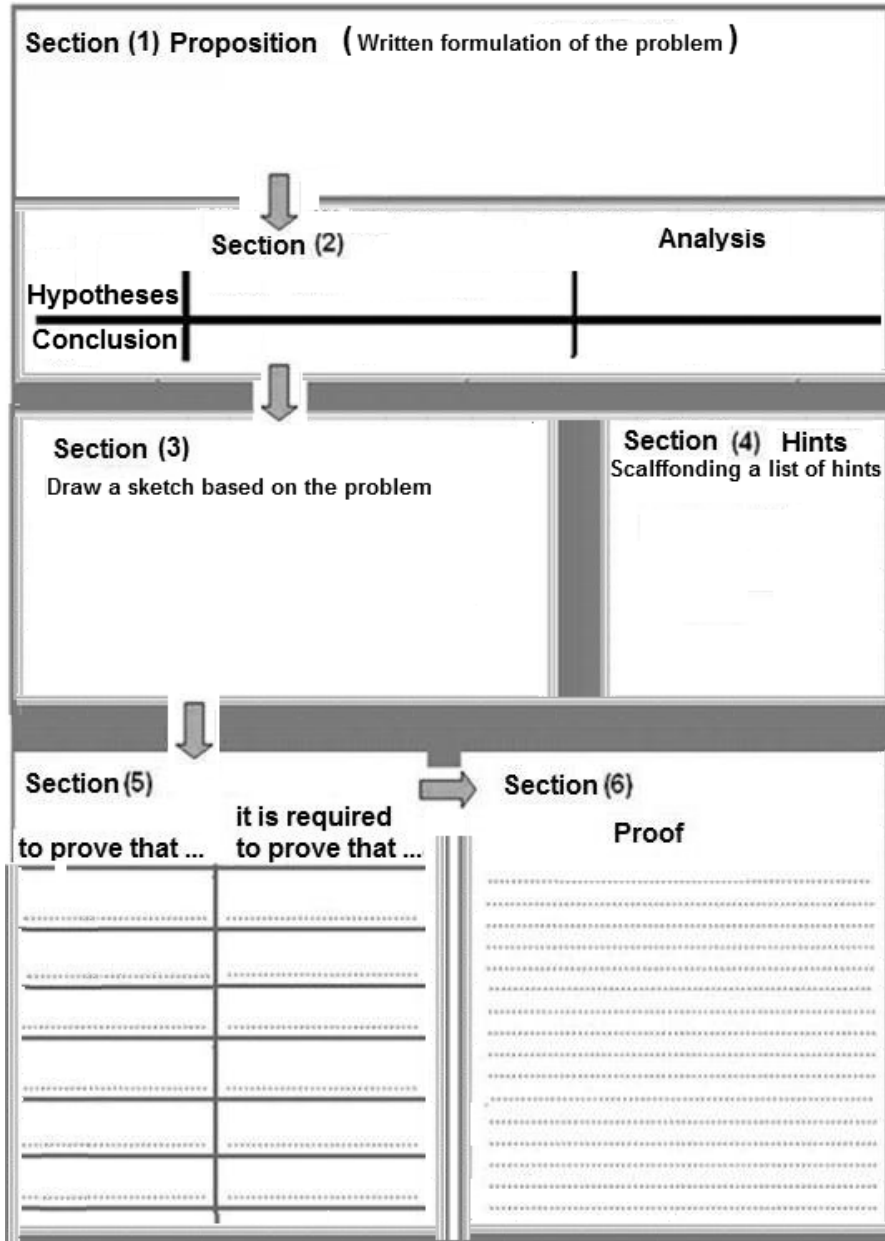 Section (1) Proposition (Written formulation of the problem)
Section (2)
Analysis
Hypotheses
Conclusion
Section (3)
Draw a sketch based on the problem
Section (4) Hints
Scalffonding a list of hints
Section (5)
to prove that ...
it is required
to prove that ...
Section (6)
Proof